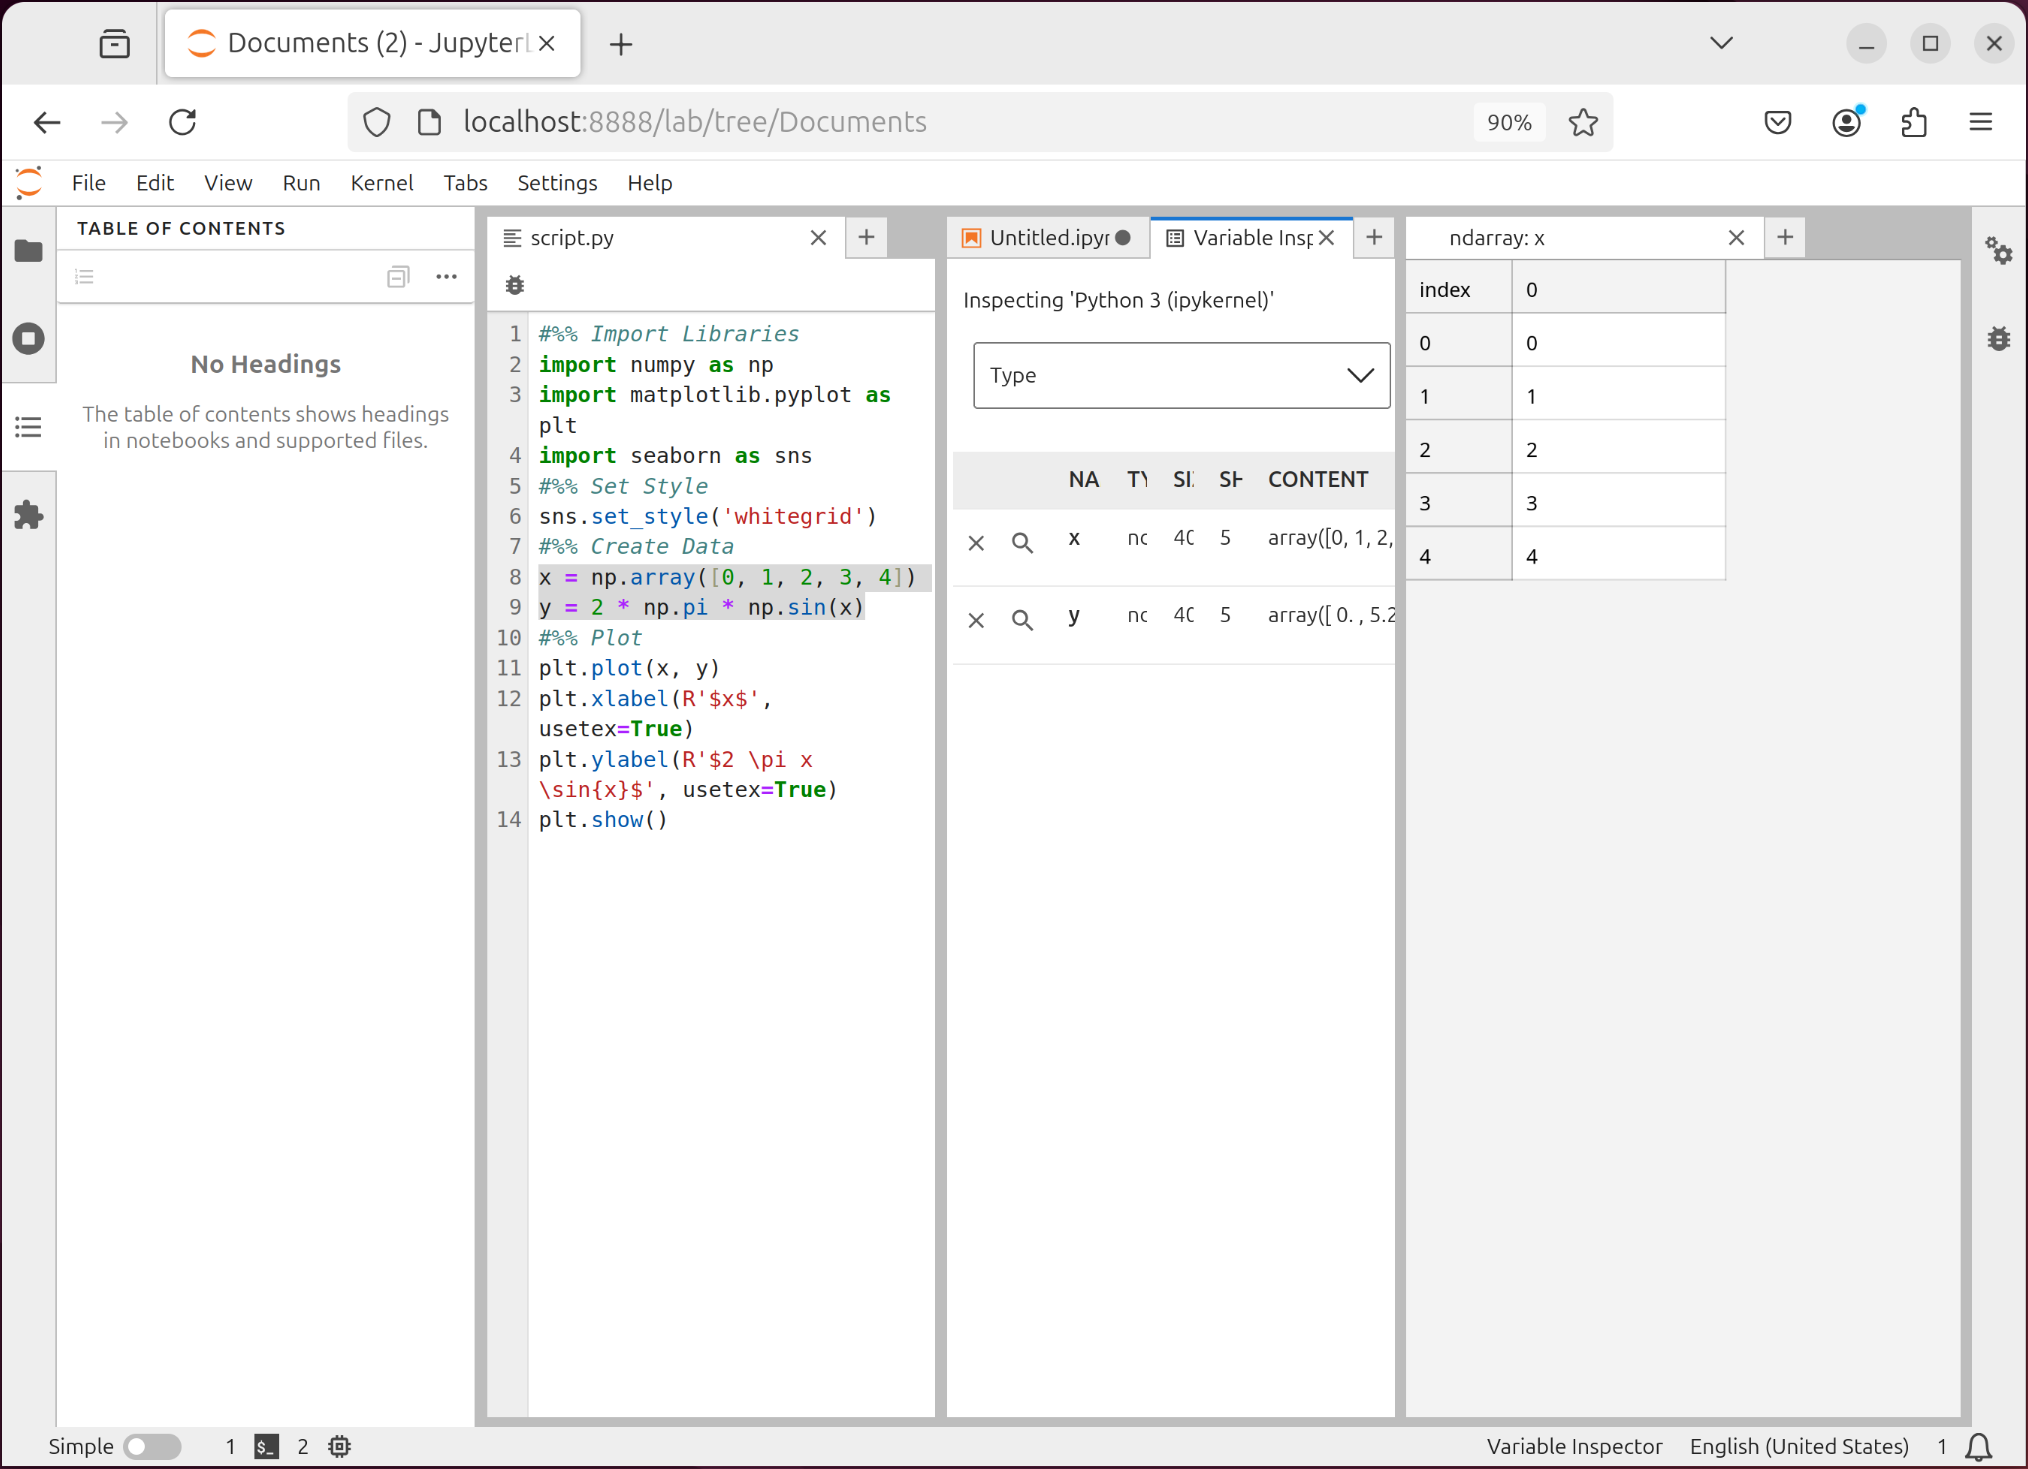 Documents (2) - Jupyter
localhost:8888/lab/tree/Documents
90%
File Edit View Run Kernel Tabs Settings Help
TABLE OF CONTENTS
No Headings
The table of contents shows headings
in notebooks and supported files.
script.py
1 #%% Import Libraries
2 import numpy as np
3 import matplotlib.pyplot as
plt
4 import seaborn as sns
5 #%% Set Style
6 sns.set_style('whitegrid')
7 #%% Create Data
8 x = np.array([0, 1, 2, 3, 4])
9 y = 2 * np.pi * np.sin(x)
10 #%% Plot
11 plt.plot(x, y)
12 plt.xlabel(R'$x$',
usetex=True)
13 plt.ylabel(R'$2 \pi x
\sin{x}$', usetex=True)
14 plt.show()
Untitled.ipyr Variable Insp
Inspecting 'Python 3 (ipykernel)'
Type
NA TY SI SH CONTENT
x nc 40 5 array([0, 1, 2,
y nc 40 5 array([ 0. , 5.2
ndarray: x
index 0
0 0
1 1
2 2
3 3
4 4
Simple 1 $_ 2
Variable Inspector English (United States) 1